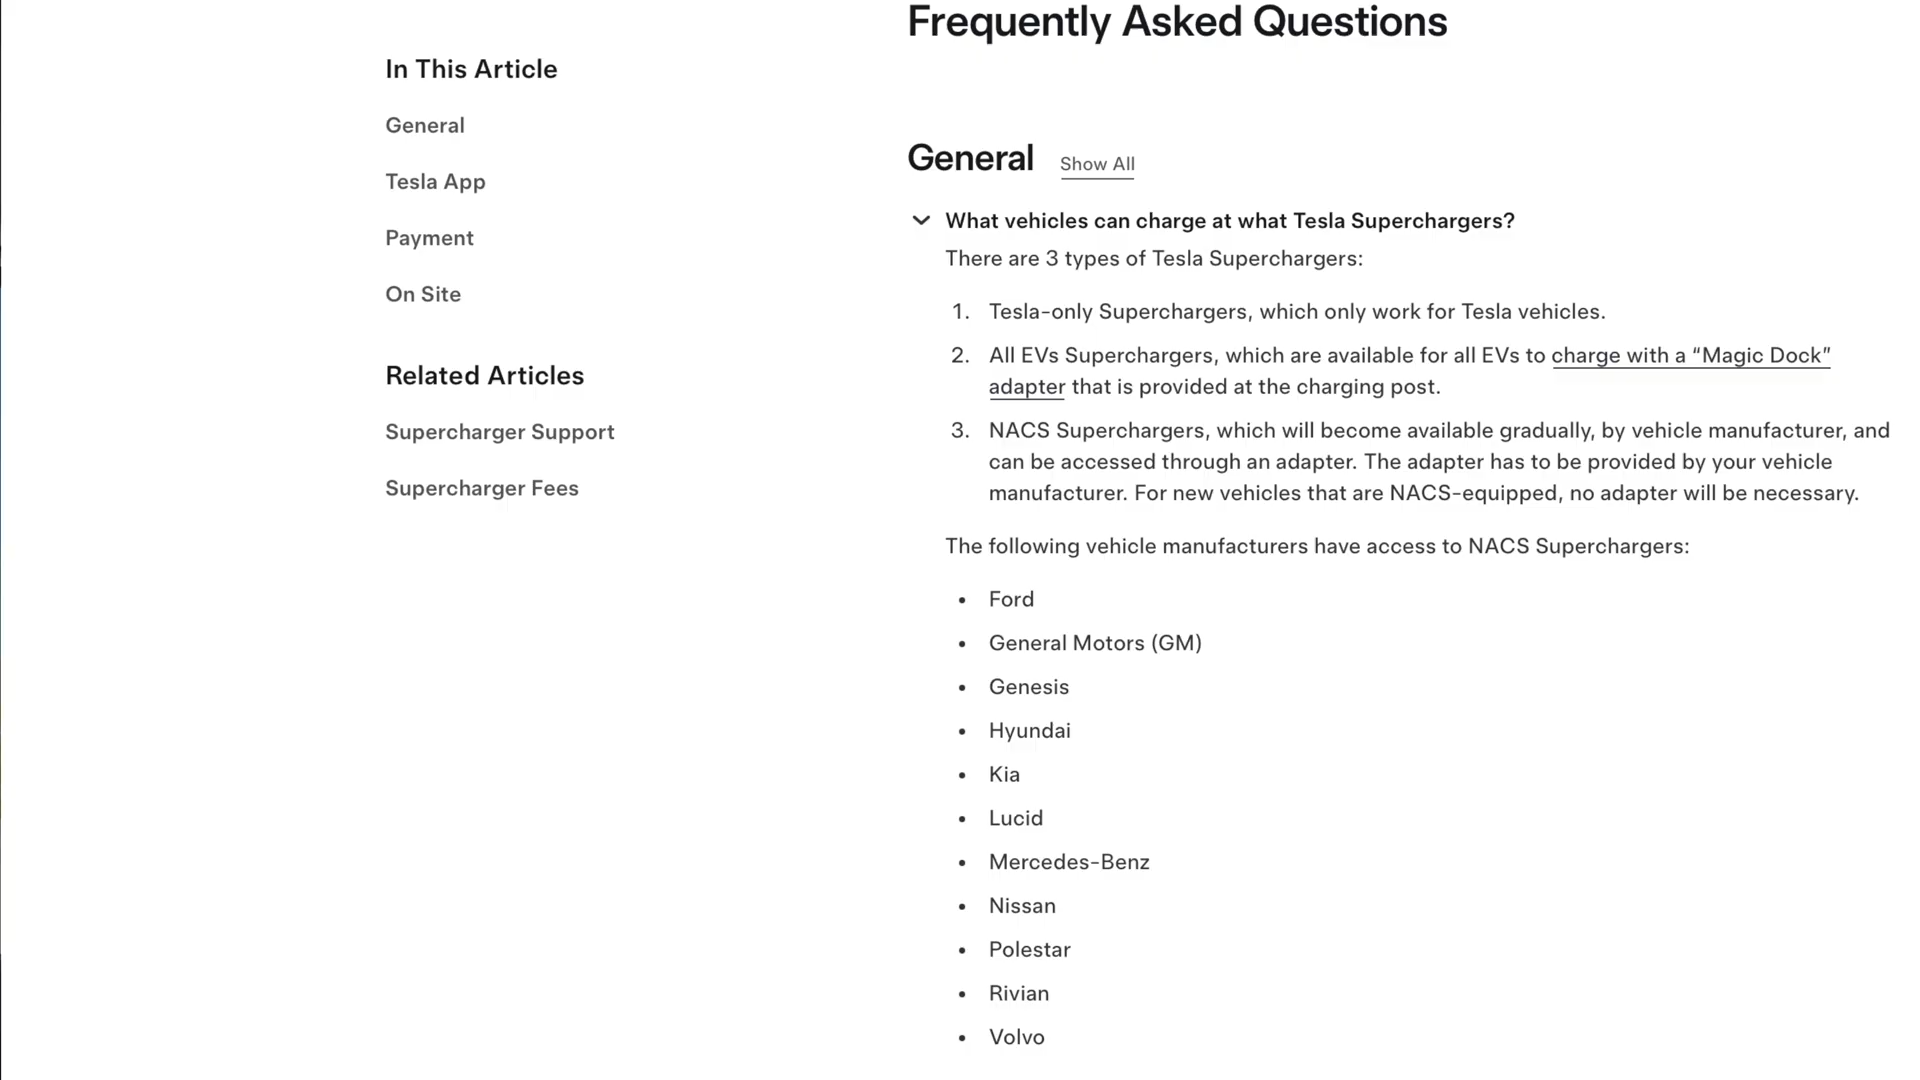 Frequently Asked Questions
In This Article
General
Tesla App
Payment
On Site
Related Articles
Supercharger Support
Supercharger Fees
General Show All
What vehicles can charge at what Tesla Superchargers?
There are 3 types of Tesla Superchargers:
1. Tesla-only Superchargers, which only work for Tesla vehicles.
2. All EVs Superchargers, which are available for all EVs to charge with a “Magic Dock”
adapter that is provided at the charging post.
3. NACS Superchargers, which will become available gradually, by vehicle manufacturer, and
can be accessed through an adapter. The adapter has to be provided by your vehicle
manufacturer. For new vehicles that are NACS-equipped, no adapter will be necessary.
The following vehicle manufacturers have access to NACS Superchargers:
• Ford
• General Motors (GM)
• Genesis
• Hyundai
• Kia
• Lucid
• Mercedes-Benz
• Nissan
• Polestar
• Rivian
• Volvo